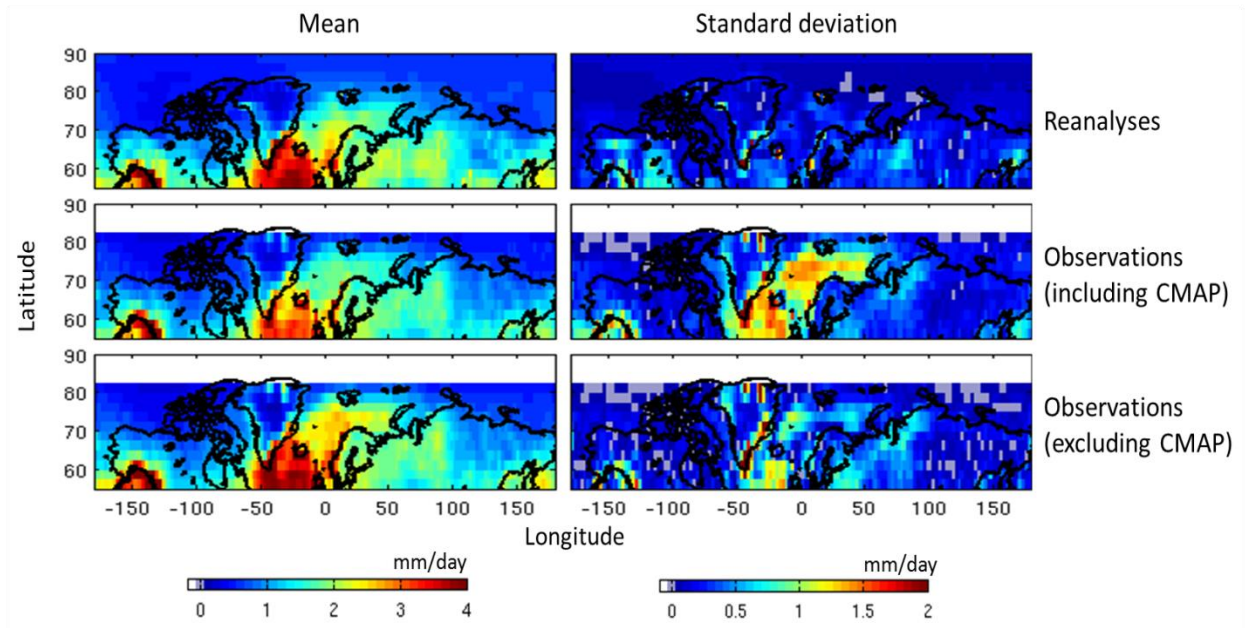 Mean Standard deviation
90
80
70
60
Reanalyses
90
80
70
60
Observations
(including CMAP)
Latitude
90
80
70
60
Observations
(excluding CMAP)
-150 -100 -50 0 50 100 150 -150 -100 -50 0 50 100 150
Longitude
mm/day mm/day
0 1 2 3 4 0 0.5 1 1.5 2